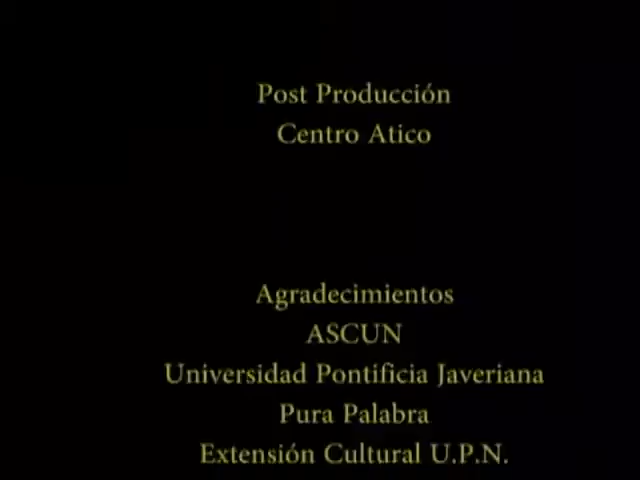 Post Producción
Centro Atico
Agradecimientos
ASCUN
Universidad Pontificia Javeriana
Pura Palabra
Extensión Cultural U.P.N.